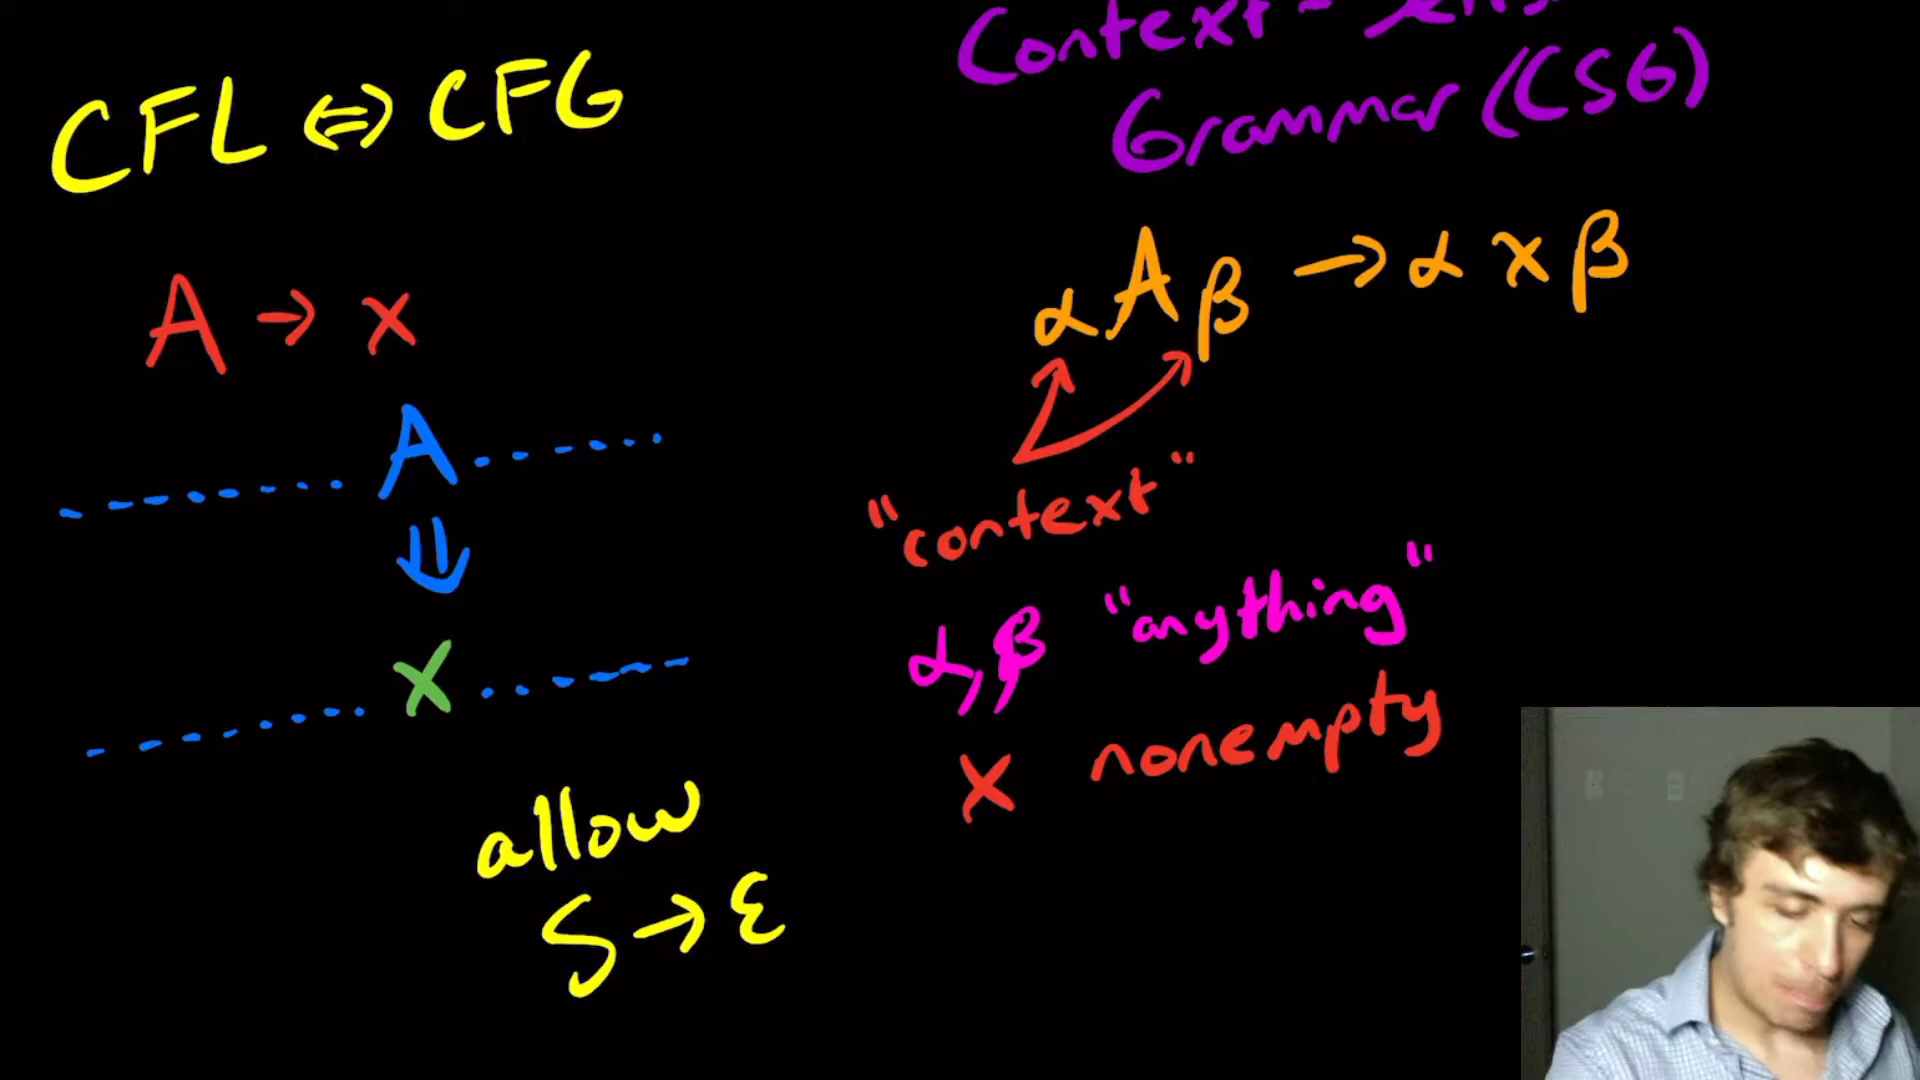 CFL ⇔ CFG
A → x
A
⇓
x
allow
S → ε
Context-
Grammar (CSG)
αAβ → αxβ
"context"
α,β "anything"
x nonempty